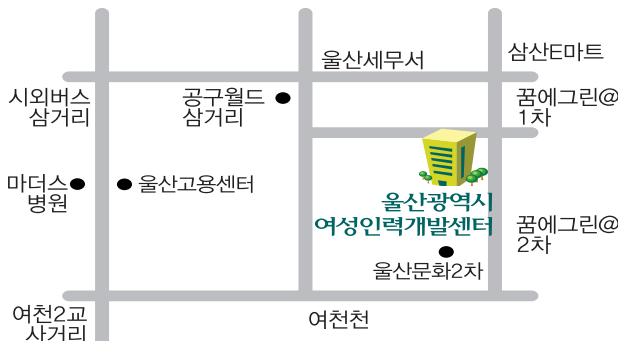 울산세무서
삼산E마트
시외버스
삼거리
공구월드
삼거리
꿈에그린@
1차
마더스
병원
울산고용센터
울산광역시
여성인력개발센터
꿈에그린@
2차
울산문화2차
여천2교
사거리
여천천